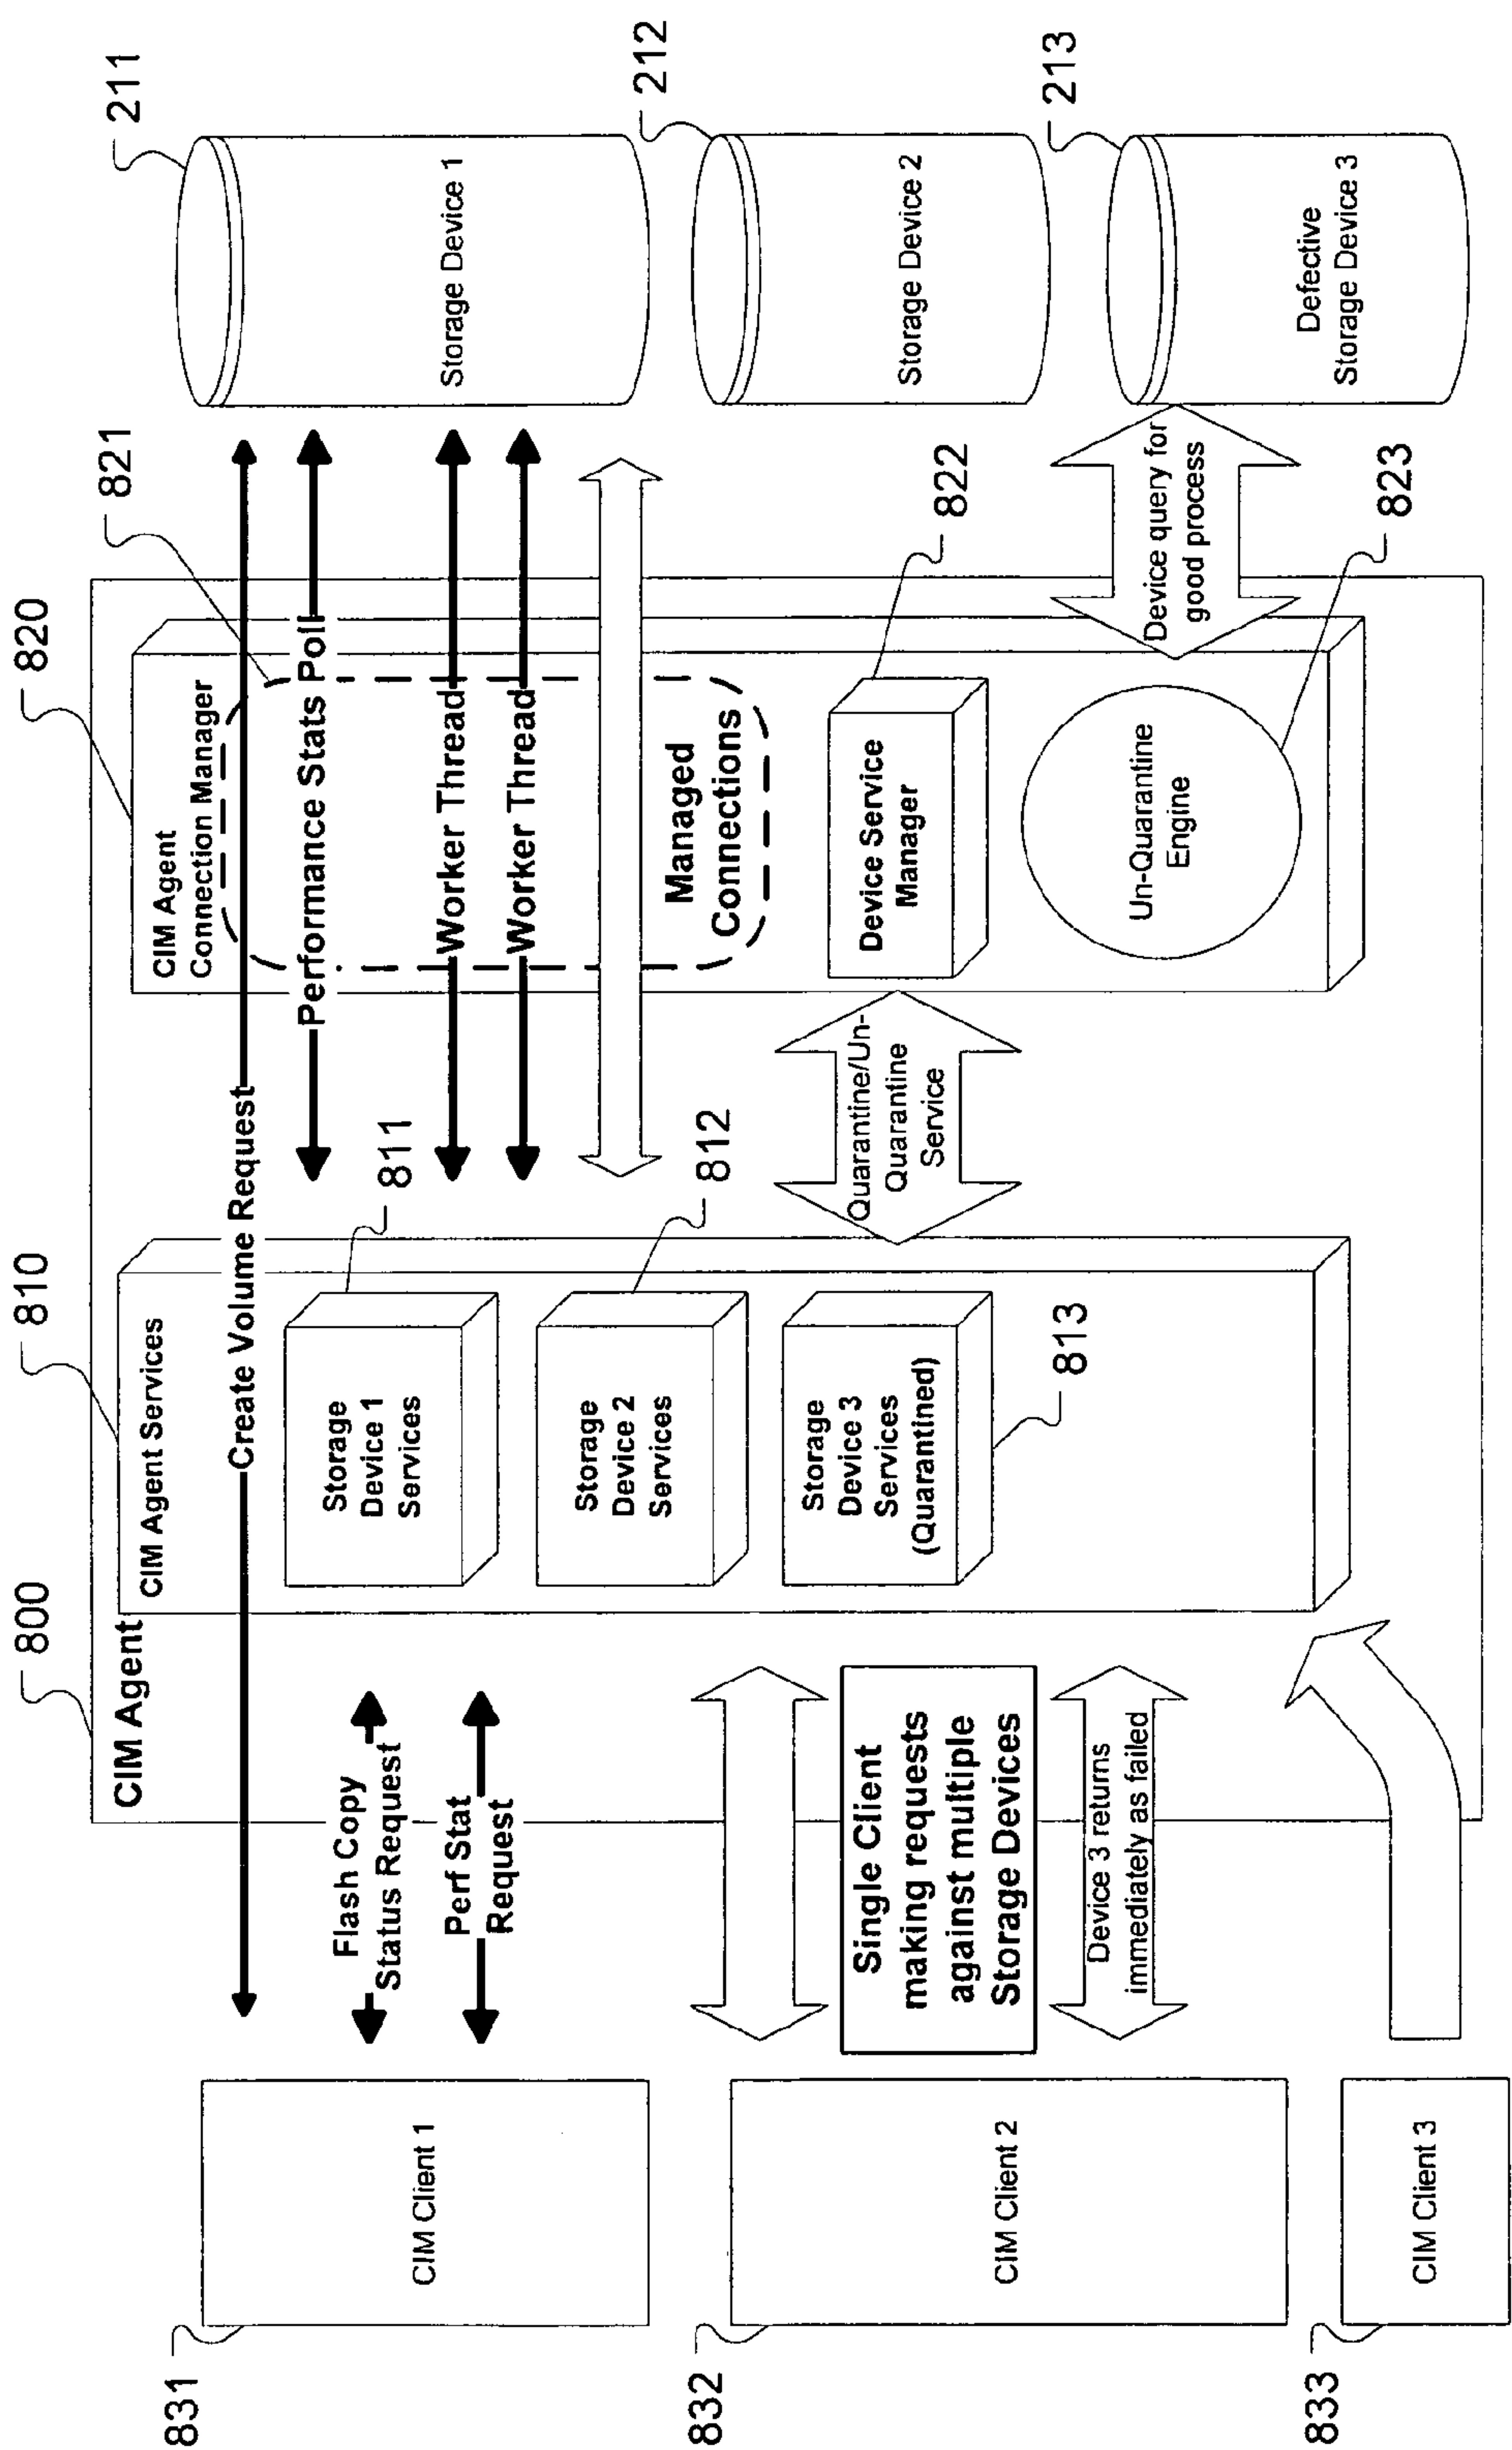 800
810
820
821
211
CIM Agent
CIM Agent Services
CIM Agent
Connection Manager
Create Volume Request
Performance Stats Poll
Worker Thread
Worker Thread
Managed
Connections
Storage Device 1
831
CIM Client 1
Flash Copy
Status Request
Perf Stat
Request
Storage
Device 1
Services
811
Storage
Device 2
Services
812
Storage
Device 3
Services
(Quarantined)
813
Quarantine/Un-
Quarantine
Service
Device Service
Manager
822
212
Storage Device 2
832
CIM Client 2
Single Client
making requests
against multiple
Storage Devices
Device 3 returns
immediately as failed
Un-Quarantine
Engine
823
Device query for
good process
213
Defective
Storage Device 3
833
CIM Client 3